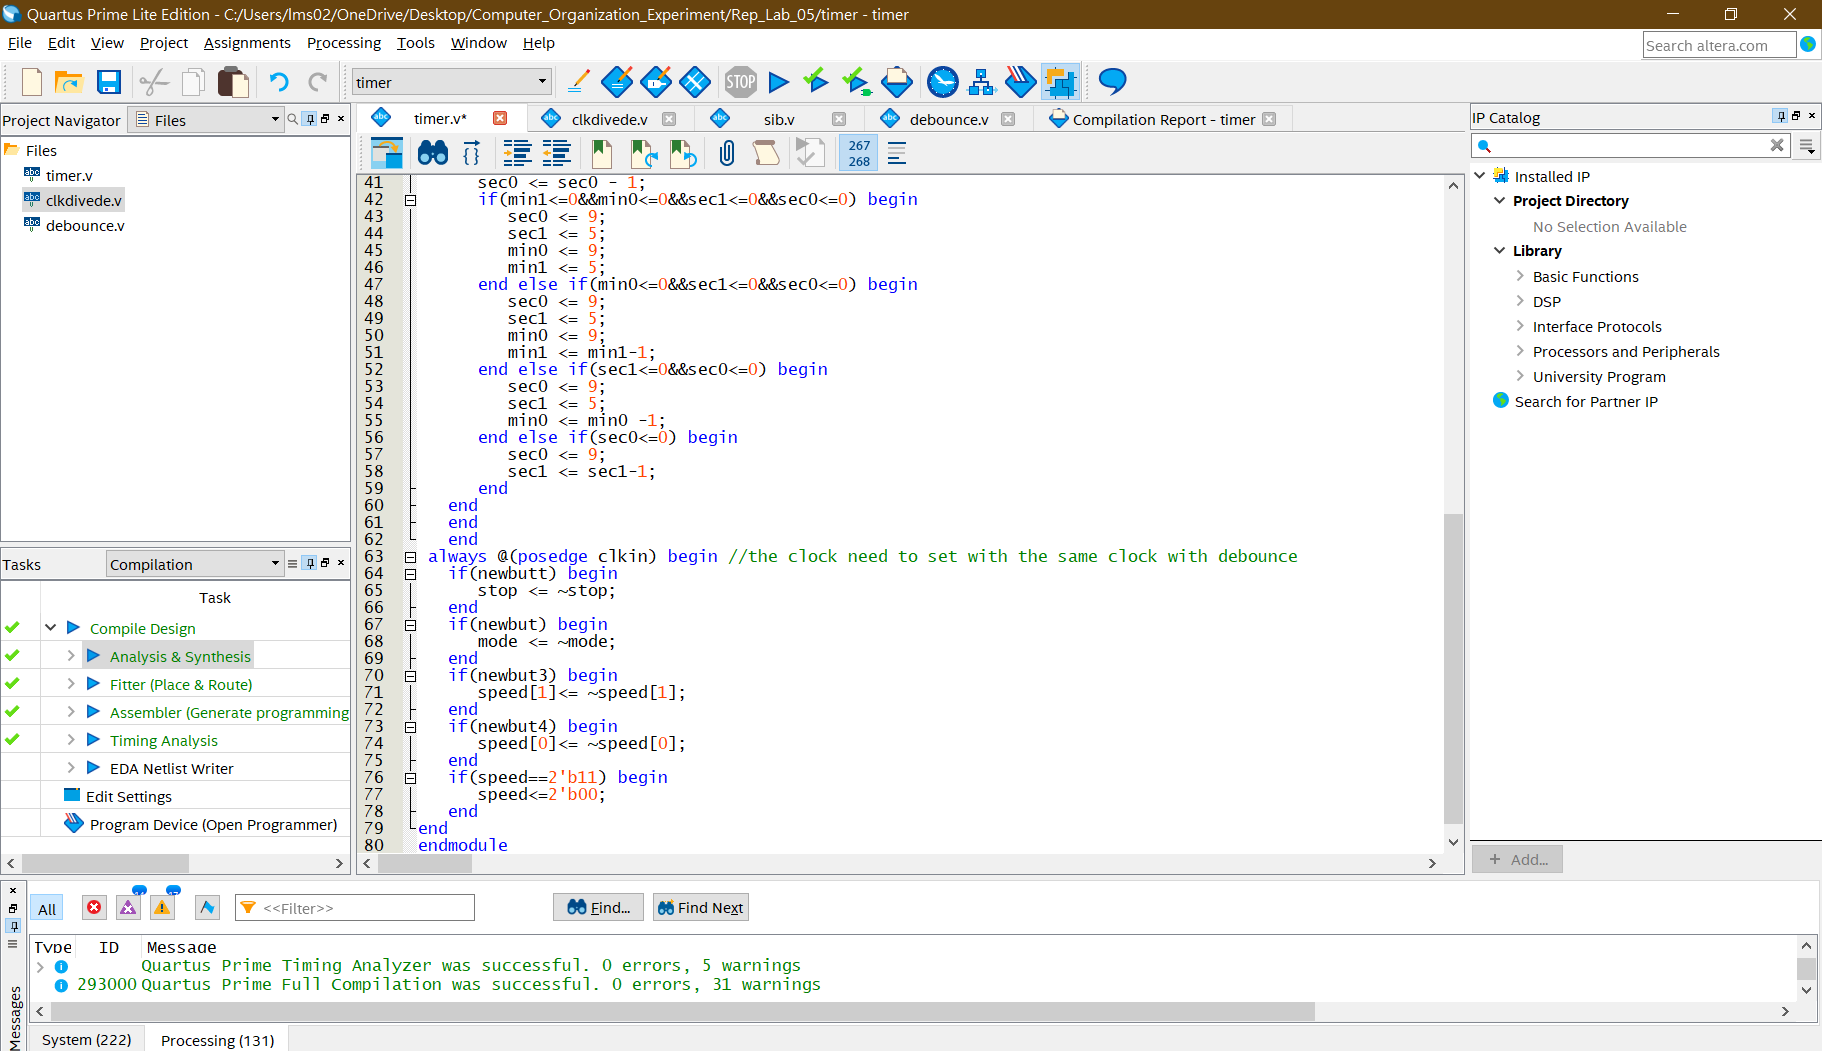 Quartus Prime Lite Edition - C:/Users/lms02/OneDrive/Desktop/Computer_Organization_Experiment/Rep_Lab_05/timer - timer
File Edit View Project Assignments Processing Tools Window Help
Search altera.com
timer
STOP
Project Navigator Files
timer.v* clkdivede.v sib.v debounce.v Compilation Report - timer
IP Catalog
267
268
Files
timer.v
clkdivede.v
debounce.v
Tasks Compilation
Task
Compile Design
Analysis & Synthesis
Fitter (Place & Route)
Assembler (Generate programming
Timing Analysis
EDA Netlist Writer
Edit Settings
Program Device (Open Programmer)
41 sec0 <= sec0 - 1;
42 if(min1<=0&&min0<=0&&sec1<=0&&sec0<=0) begin
43 sec0 <= 9;
44 sec1 <= 5;
45 min0 <= 9;
46 min1 <= 5;
47 end else if(min0<=0&&sec1<=0&&sec0<=0) begin
48 sec0 <= 9;
49 sec1 <= 5;
50 min0 <= 9;
51 min1 <= min1-1;
52 end else if(sec1<=0&&sec0<=0) begin
53 sec0 <= 9;
54 sec1 <= 5;
55 min0 <= min0 -1;
56 end else if(sec0<=0) begin
57 sec0 <= 9;
58 sec1 <= sec1-1;
59 end
60 end
61 end
62 end
63 always @(posedge clkin) begin //the clock need to set with the same clock with debounce
64 if(newbutt) begin
65 stop <= ~stop;
66 end
67 if(newbut) begin
68 mode <= ~mode;
69 end
70 if(newbut3) begin
71 speed[1]<= ~speed[1];
72 end
73 if(newbut4) begin
74 speed[0]<= ~speed[0];
75 end
76 if(speed==2'b11) begin
77 speed<=2'b00;
78 end
79 end
80 endmodule
Installed IP
Project Directory
No Selection Available
Library
Basic Functions
DSP
Interface Protocols
Processors and Peripherals
University Program
Search for Partner IP
+ Add...
All <<Filter>> Find... Find Next
Type ID Message
Quartus Prime Timing Analyzer was successful. 0 errors, 5 warnings
293000 Quartus Prime Full Compilation was successful. 0 errors, 31 warnings
Messages
System (222) Processing (131)